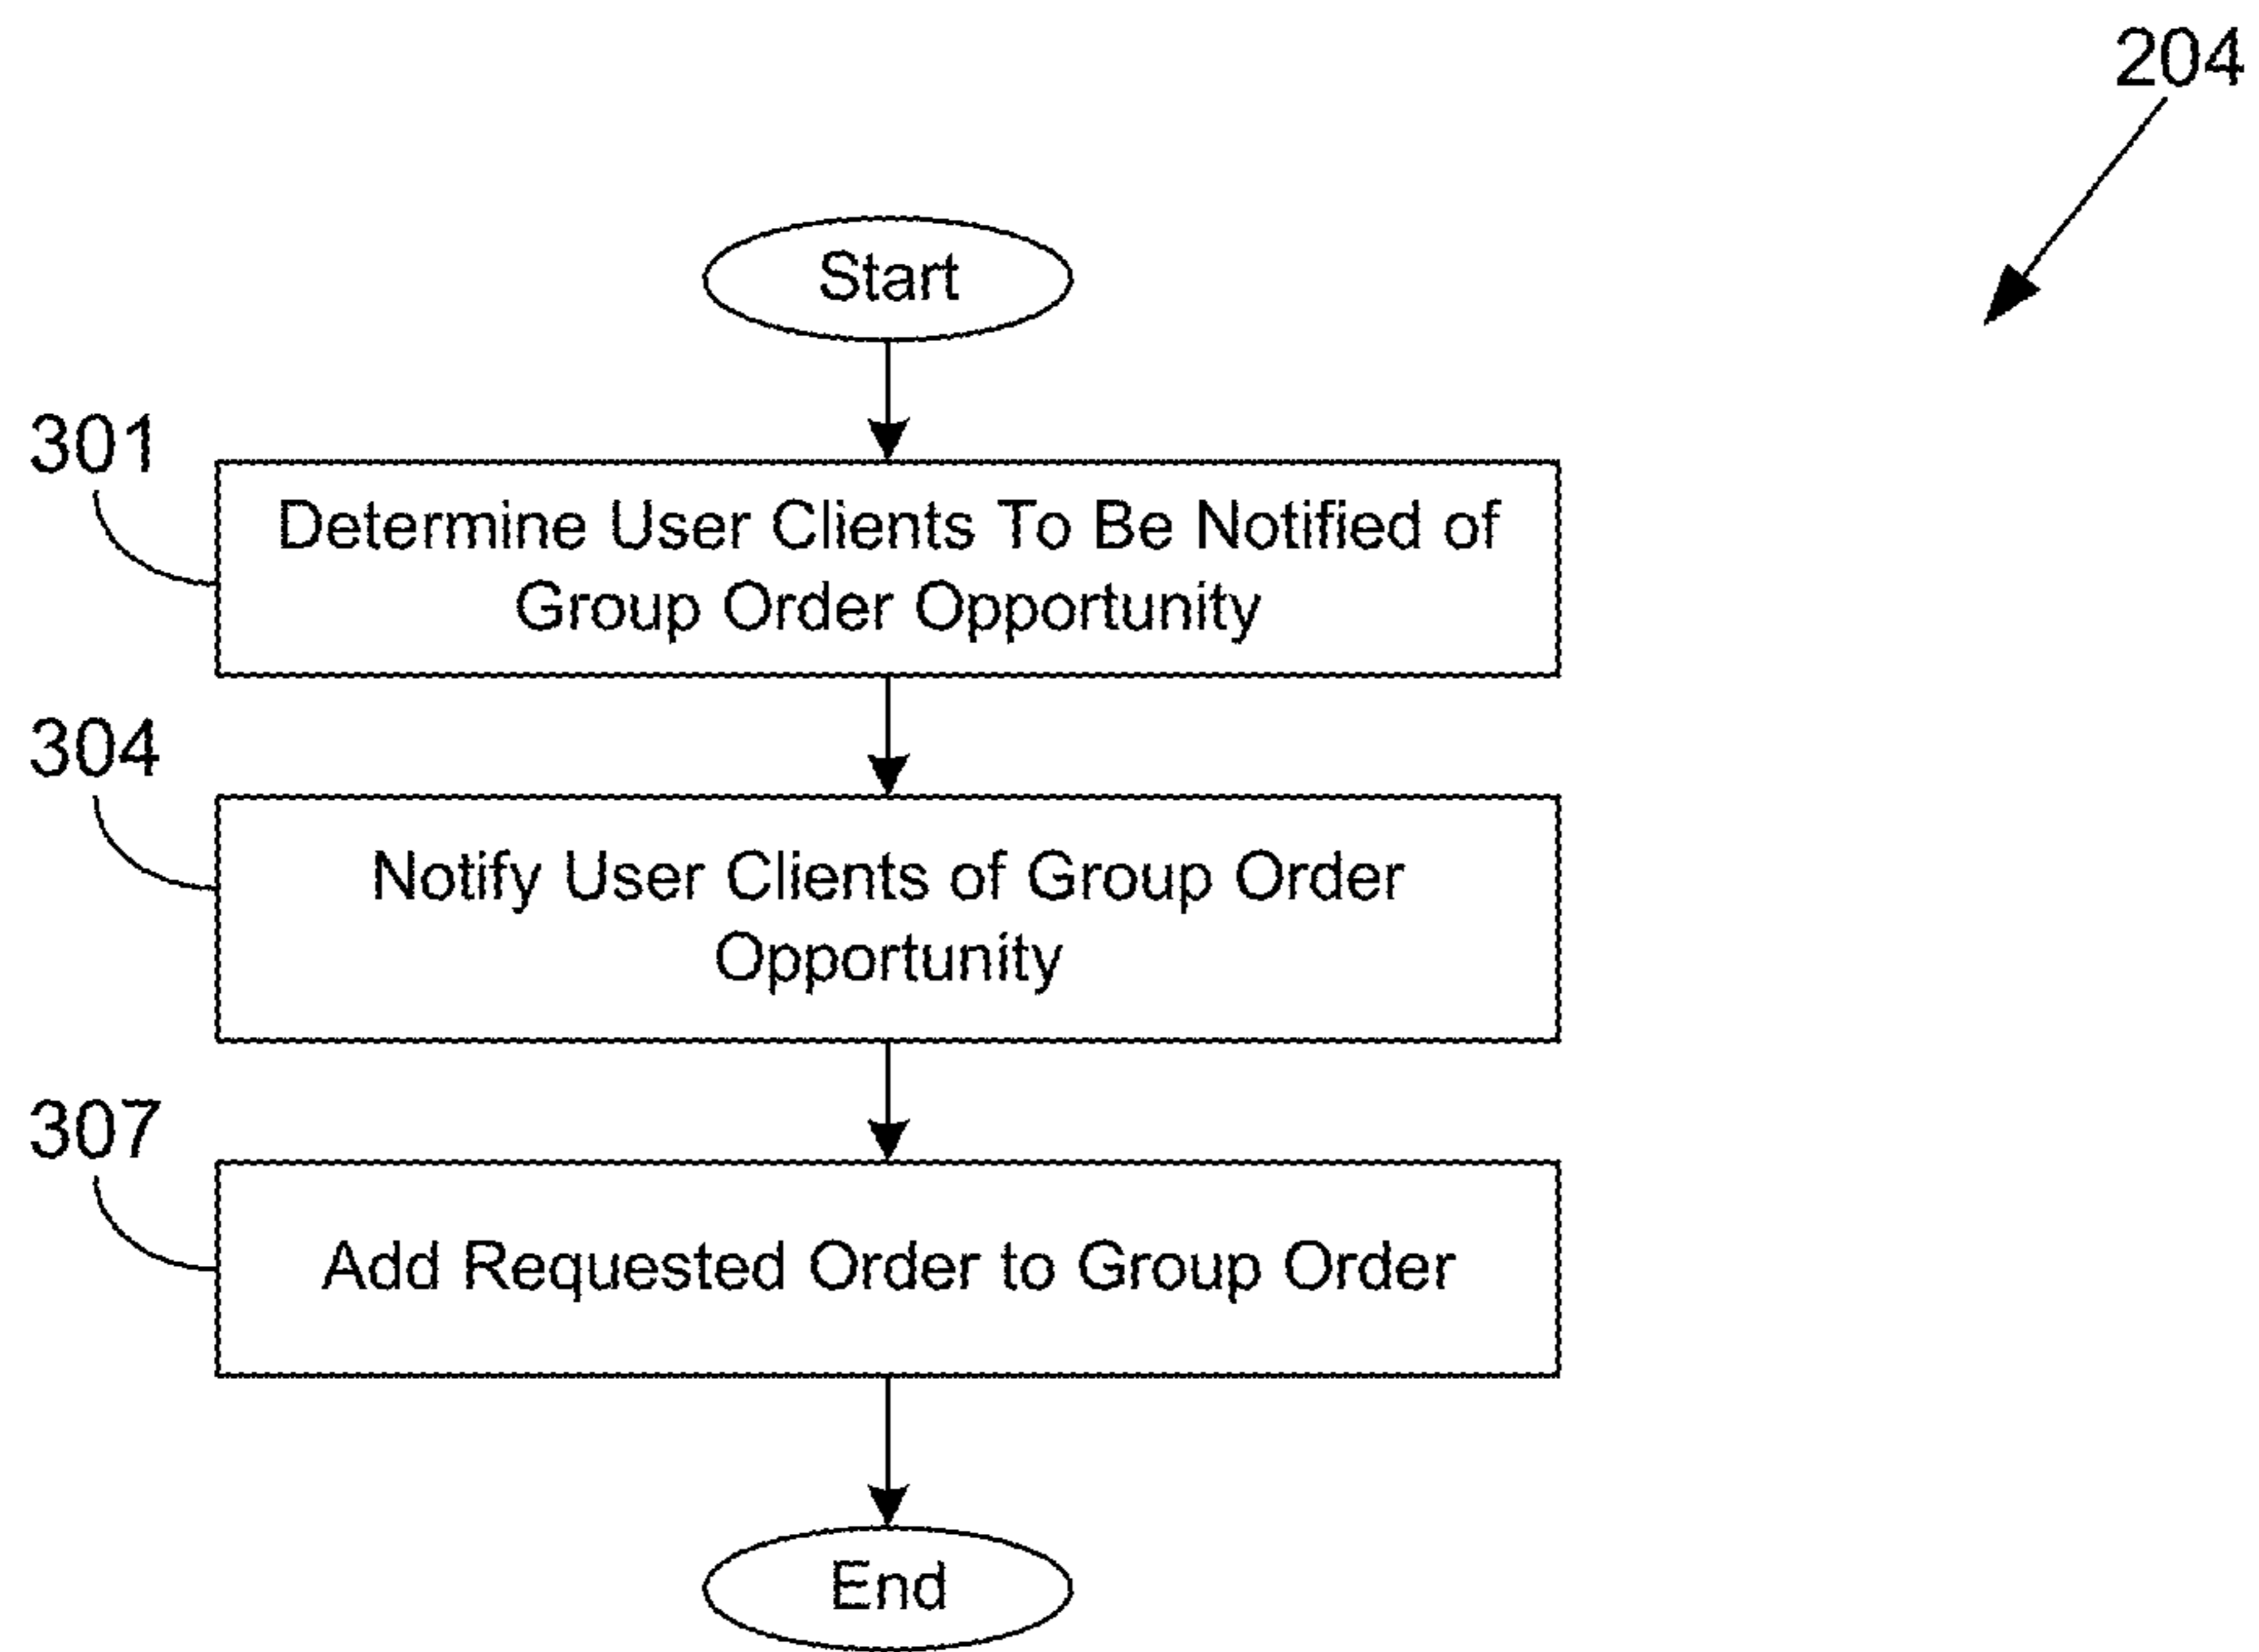 204
Start
301
Determine User Clients To Be Notified of
Group Order Opportunity
304
Notify User Clients of Group Order
Opportunity
307
Add Requested Order to Group Order
End